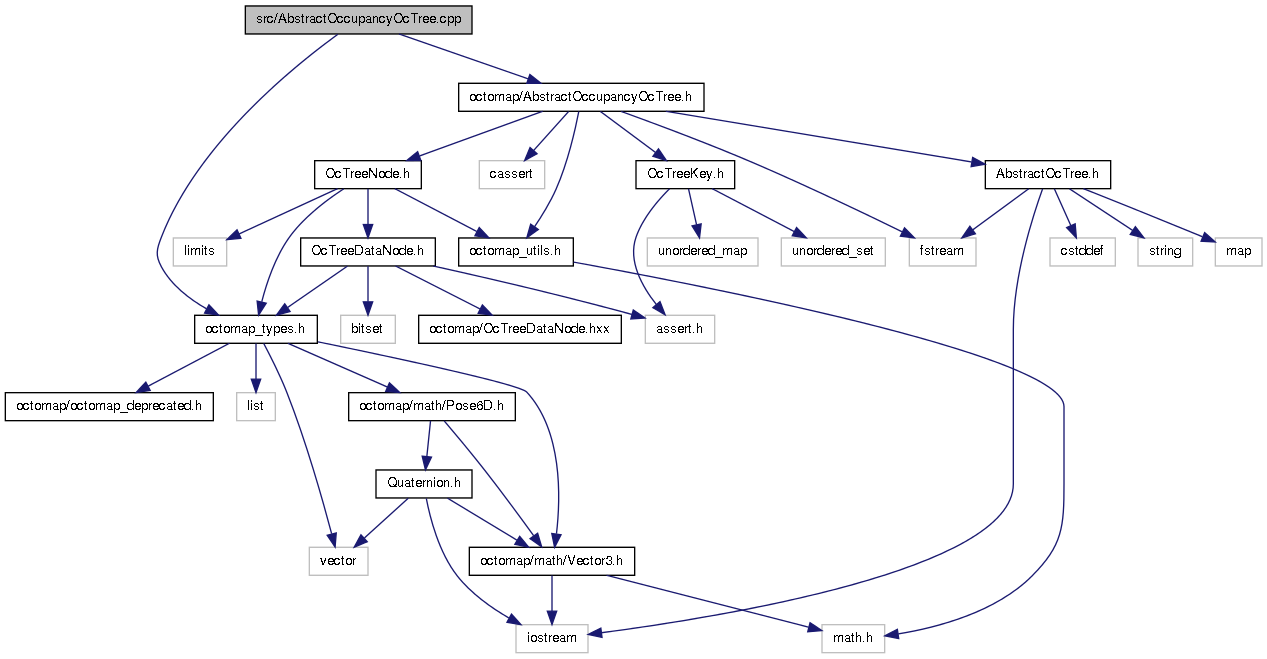 src/AbstractOccupancyOcTree.cpp
octomap/AbstractOccupancyOcTree.h
OcTreeNode.h
cassert
OcTreeKey.h
AbstractOcTree.h
limits
OcTreeDataNode.h
octomap_utils.h
unordered_map
unordered_set
fstream
cstddef
string
map
octomap_types.h
bitset
octomap/OcTreeDataNode.hxx
assert.h
octomap/octomap_deprecated.h
list
octomap/math/Pose6D.h
Quaternion.h
vector
octomap/math/Vector3.h
iostream
math.h